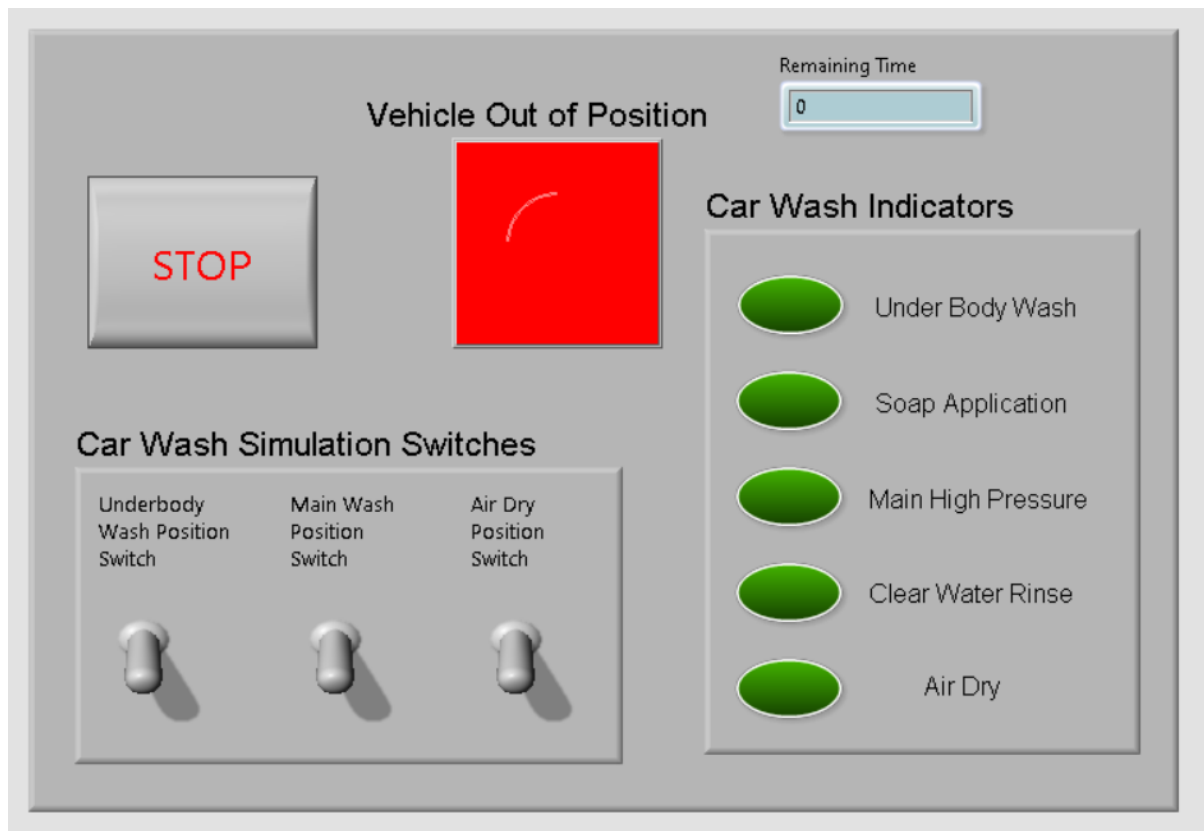 Remaining Time
0
Vehicle Out of Position
STOP
Car Wash Indicators
Under Body Wash
Soap Application
Main High Pressure
Clear Water Rinse
Air Dry
Car Wash Simulation Switches
Underbody
Wash Position
Switch
Main Wash
Position
Switch
Air Dry
Position
Switch